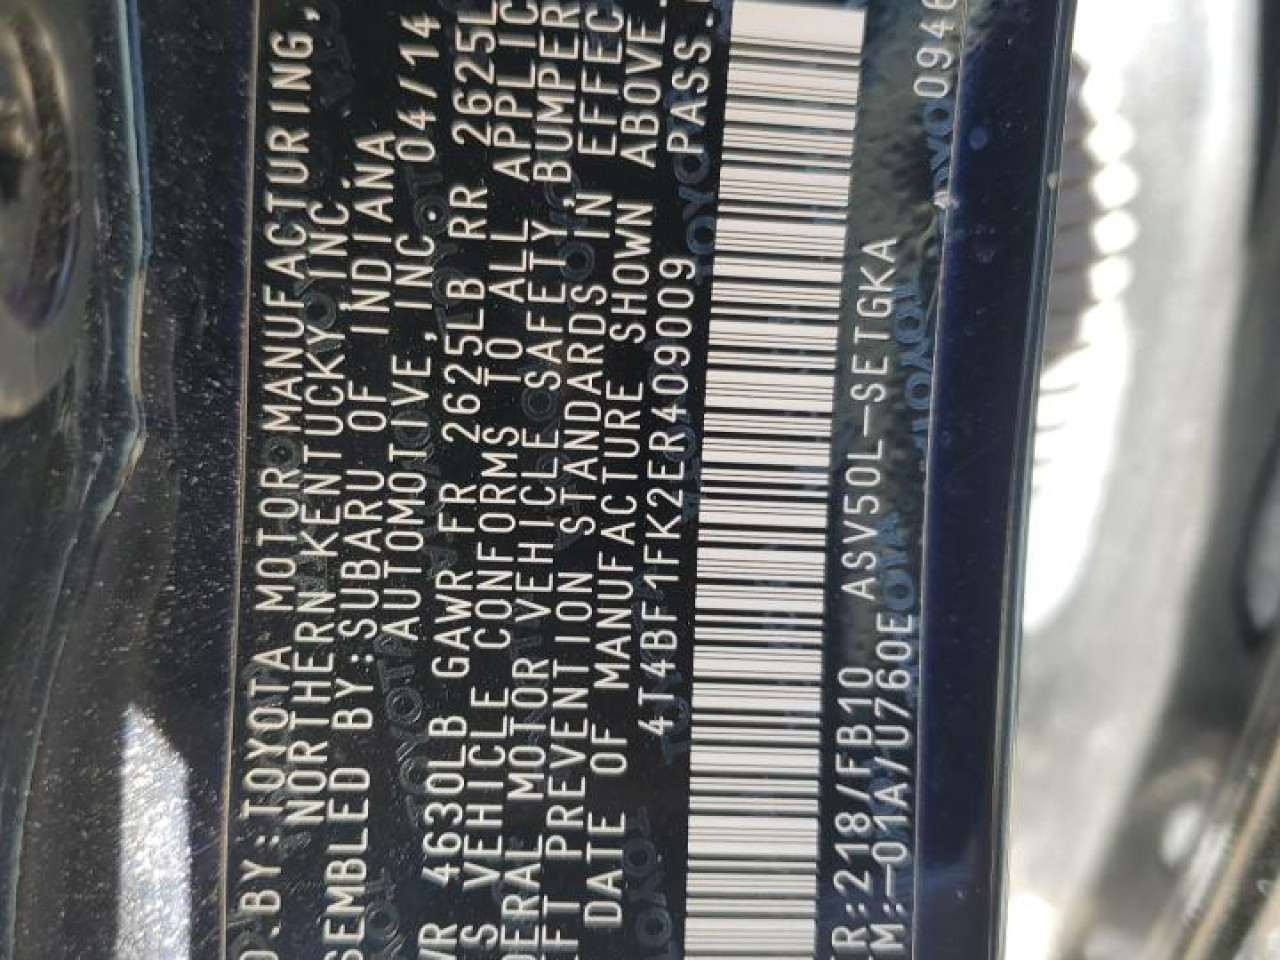 D.BY:TOYOTA MOTOR MANUFACTURING,
NORTHERN KENTUCKY INC
SEMBLED BY:SUBARU OF INDIANA
AUTOMOTIVE,INC. 04/14
WR 4630LB GAWR FR 2625LB RR 2625L
S VEHICLE CONFORMS TO ALL APPLIC
DERAL MOTOR VEHICLE SAFETY,BUMPER
EFT PREVENTION STANDARDS IN EFFEC
DATE OF MANUFACTURE SHOWN ABOVE.
4T4BF1FK2ER409009 PASS.
R:218/FB10 ASV50L-SETGKA
M:-01A/U760E 0946